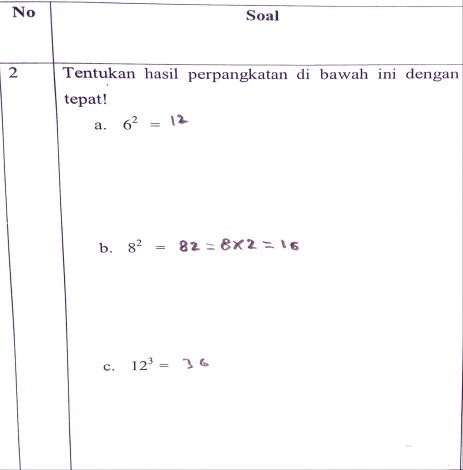 No Soal
2 Tentukan hasil perpangkatan di bawah ini dengan
tepat!
a. 6² = 12
b. 8² = 82 = 8×2 = 16
c. 12³ = 36